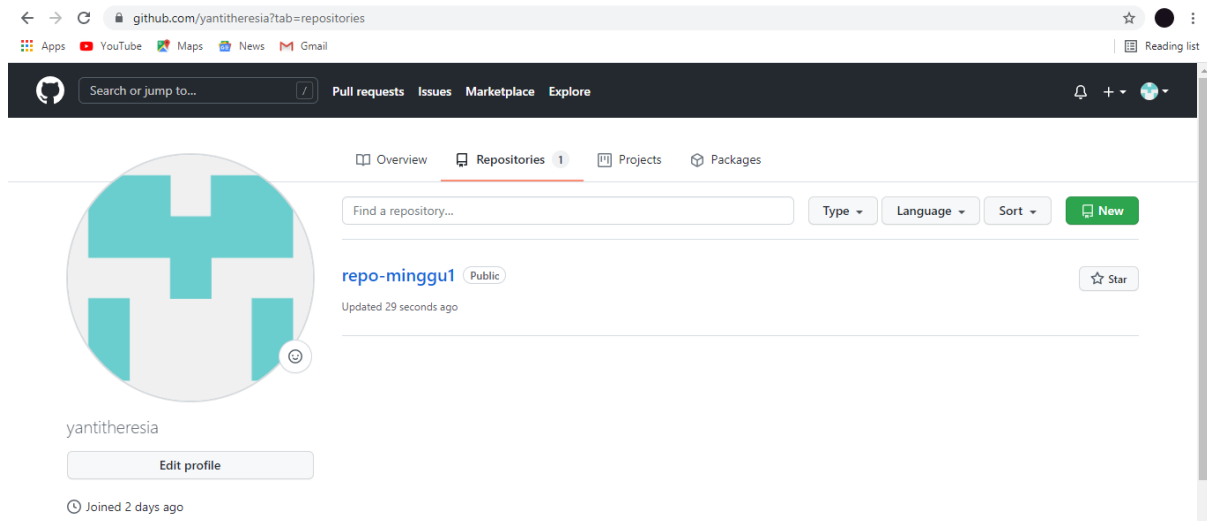 github.com/yantitheresia?tab=repositories
Apps YouTube Maps News Gmail Reading list
Search or jump to... / Pull requests Issues Marketplace Explore
Overview Repositories 1 Projects Packages
Find a repository... Type Language Sort New
repo-minggu1 Public Star
Updated 29 seconds ago
yantitheresia
Edit profile
Joined 2 days ago